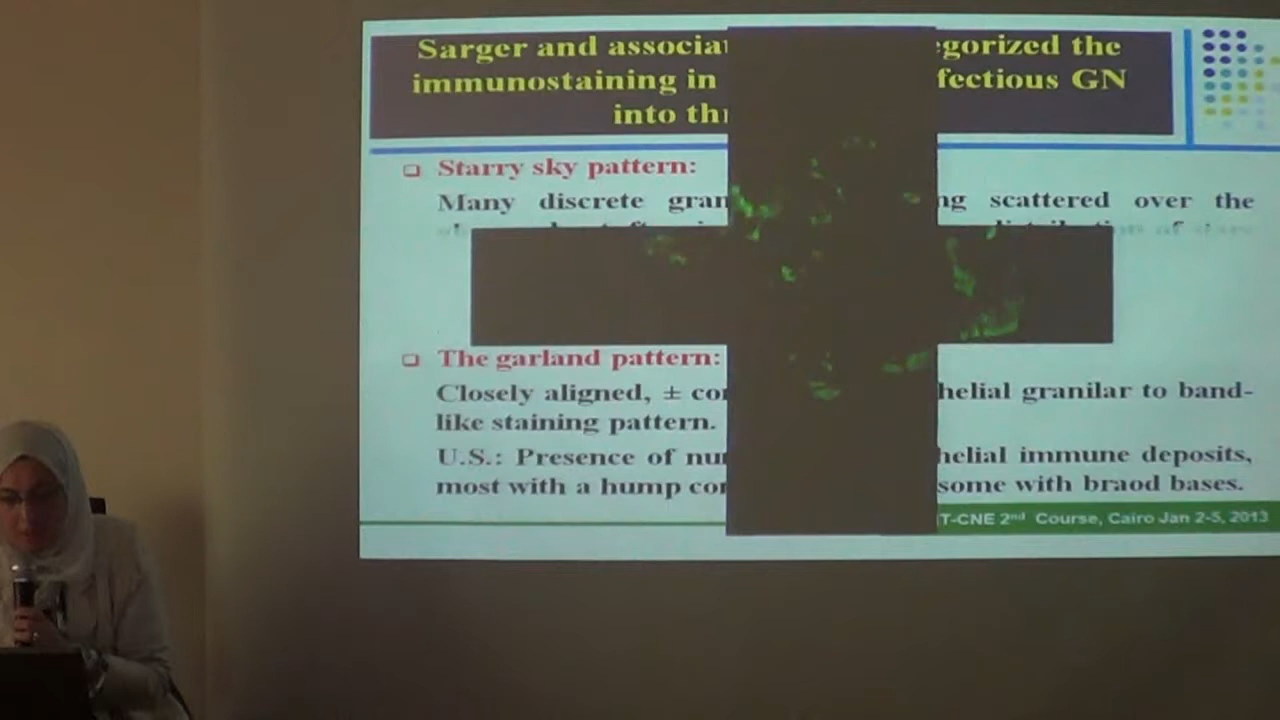 Sarger and associa egorized the
immunostaining in fectious GN
into thr
Starry sky pattern:
Many discrete gran ng scattered over the
The garland pattern:
Closely aligned, ± co helial granilar to band-
like staining pattern.
U.S.: Presence of nu helial immune deposits,
most with a hump co some with braod bases.
T-CNE 2nd Course, Cairo Jan 2-5, 2013